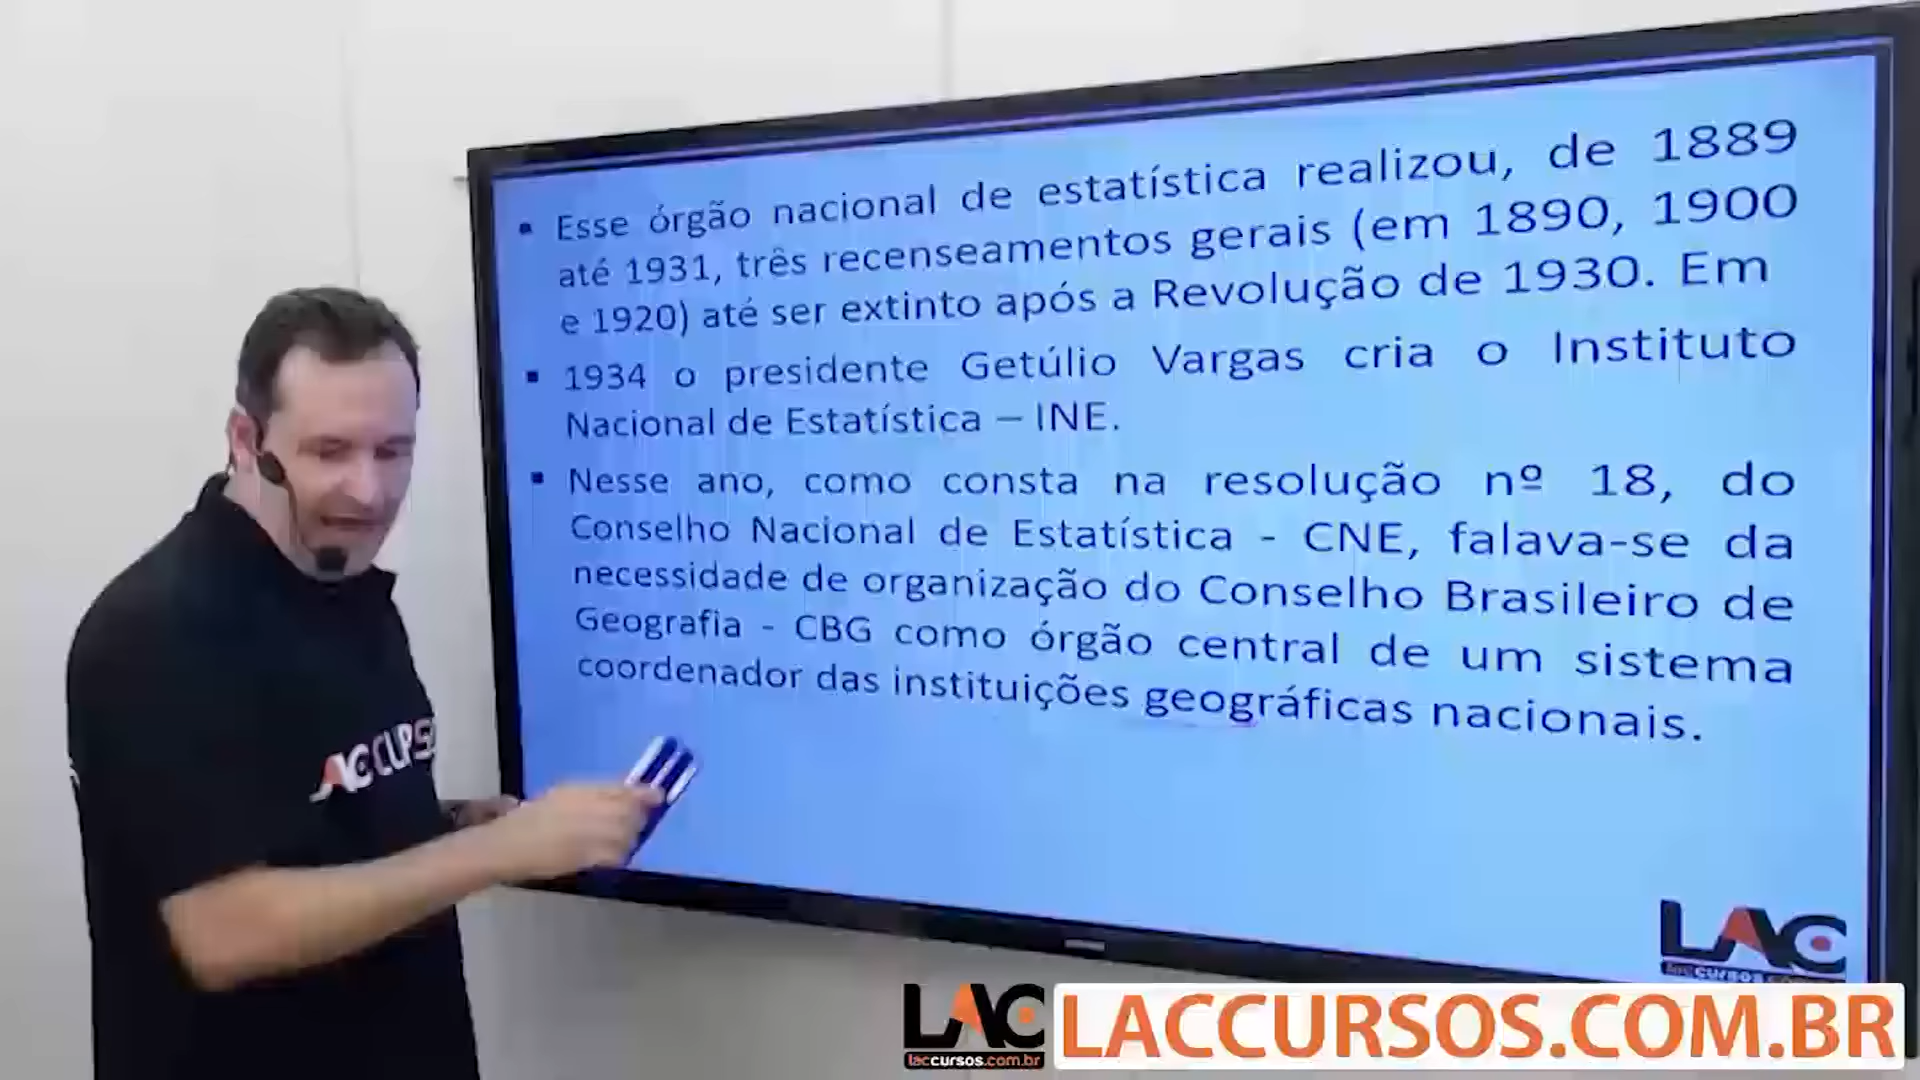 ▪ Esse órgão nacional de estatística realizou, de 1889
até 1931, três recenseamentos gerais (em 1890, 1900
e 1920) até ser extinto após a Revolução de 1930. Em
▪ 1934 o presidente Getúlio Vargas cria o Instituto
Nacional de Estatística – INE.
▪ Nesse ano, como consta na resolução nº 18, do
Conselho Nacional de Estatística - CNE, falava-se da
necessidade de organização do Conselho Brasileiro de
Geografia - CBG como órgão central de um sistema
coordenador das instituições geográficas nacionais.
LAC
LAC
laccursos.com.br
LACCURSOS.COM.BR